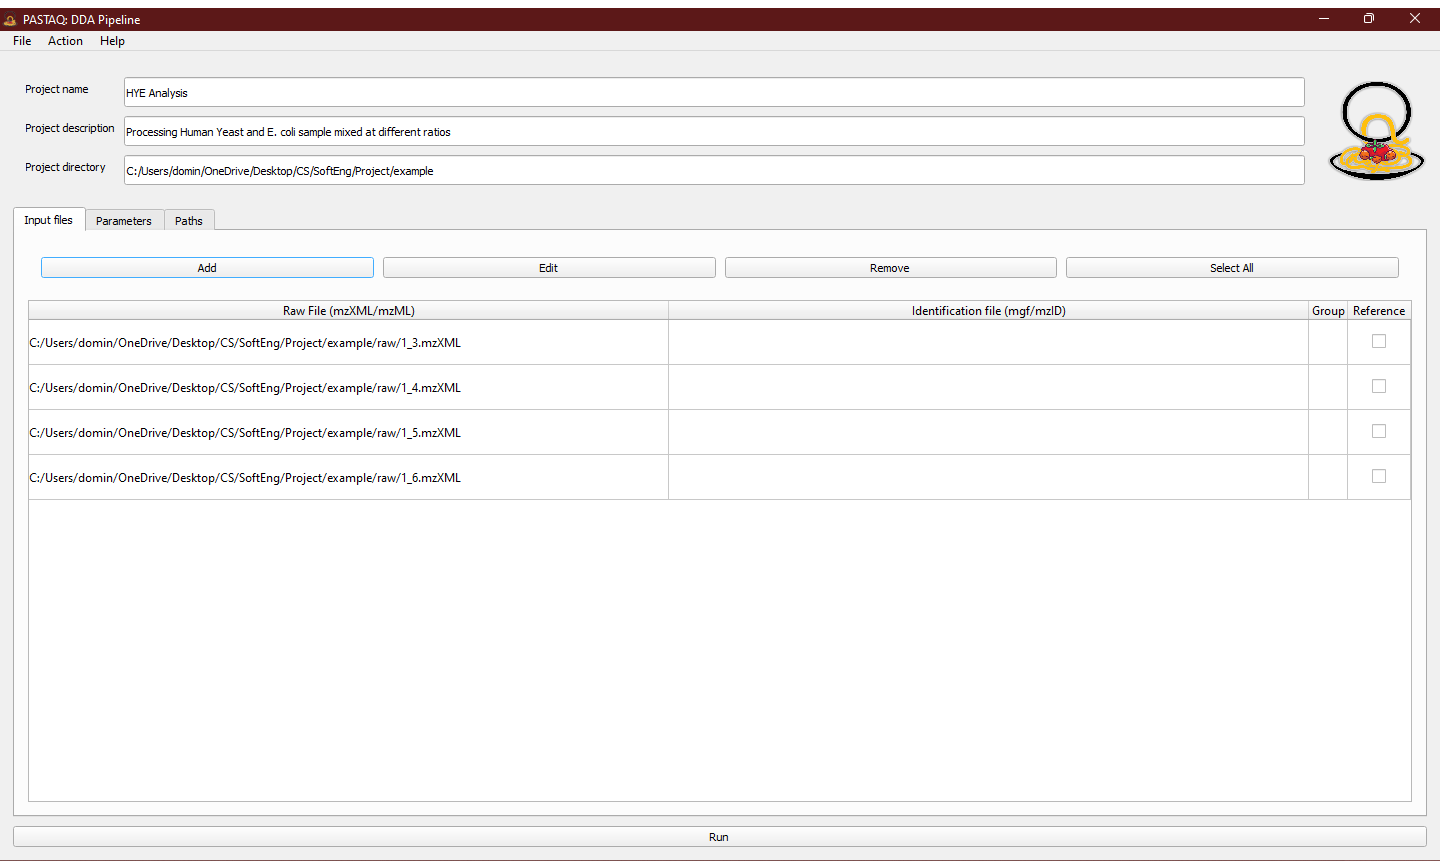 PASTAQ: DDA Pipeline
File Action Help
Project name HYE Analysis
Project description Processing Human Yeast and E. coli sample mixed at different ratios
Project directory C:/Users/domin/OneDrive/Desktop/CS/SoftEng/Project/example
Input files Parameters Paths
Add Edit Remove Select All
Raw File (mzXML/mzML) Identification file (mgf/mzID) Group Reference
C:/Users/domin/OneDrive/Desktop/CS/SoftEng/Project/example/raw/1_3.mzXML
C:/Users/domin/OneDrive/Desktop/CS/SoftEng/Project/example/raw/1_4.mzXML
C:/Users/domin/OneDrive/Desktop/CS/SoftEng/Project/example/raw/1_5.mzXML
C:/Users/domin/OneDrive/Desktop/CS/SoftEng/Project/example/raw/1_6.mzXML
Run